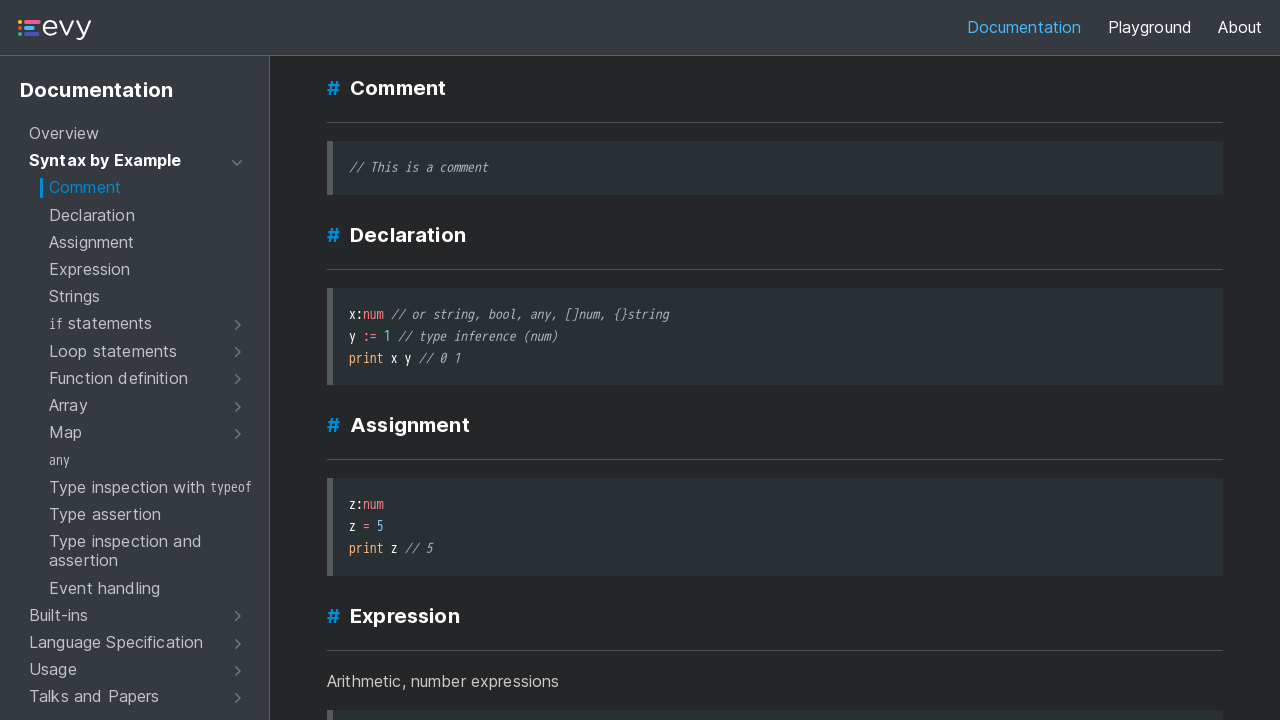 evy
Documentation
Playground
About
Documentation
Overview
Syntax by Example
Comment
Declaration
Assignment
Expression
Strings
if statements
Loop statements
Function definition
Array
Map
any
Type inspection with typeof
Type assertion
Type inspection and
assertion
Event handling
Built-ins
Language Specification
Usage
Talks and Papers
# Comment
// This is a comment
# Declaration
x:num // or string, bool, any, []num, {}string
y := 1 // type inference (num)
print x y // 0 1
# Assignment
z:num
z = 5
print z // 5
# Expression
Arithmetic, number expressions